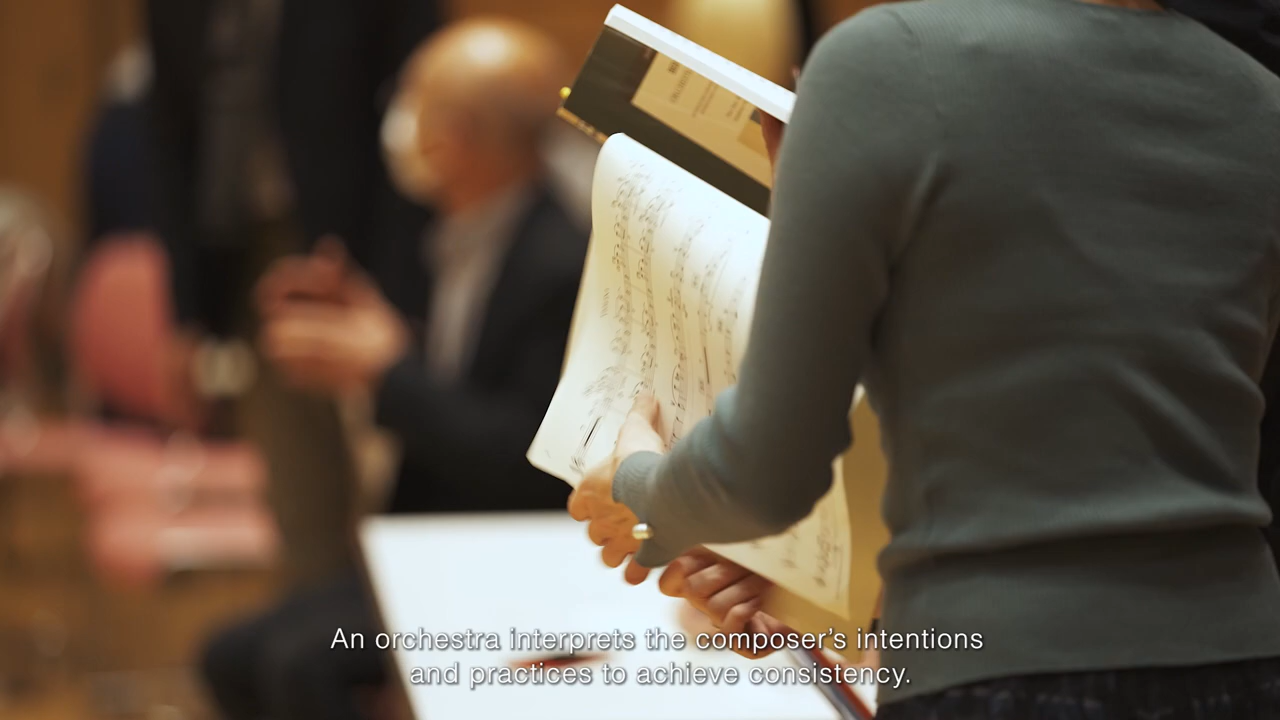 An orchestra interprets the composer's intentions
and practices to achieve consistency.